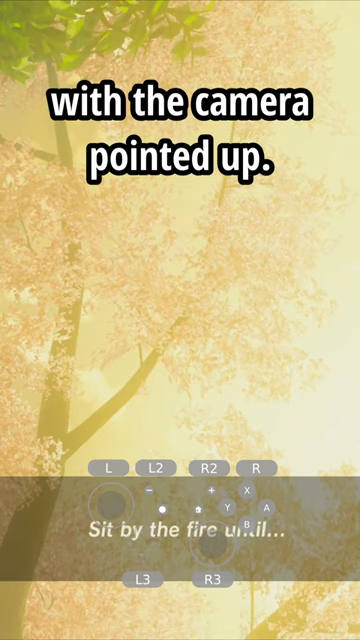 with the camera
pointed up.
L L2 R2 R
− + X
Y A
B
Sit by the fire until...
L3 R3